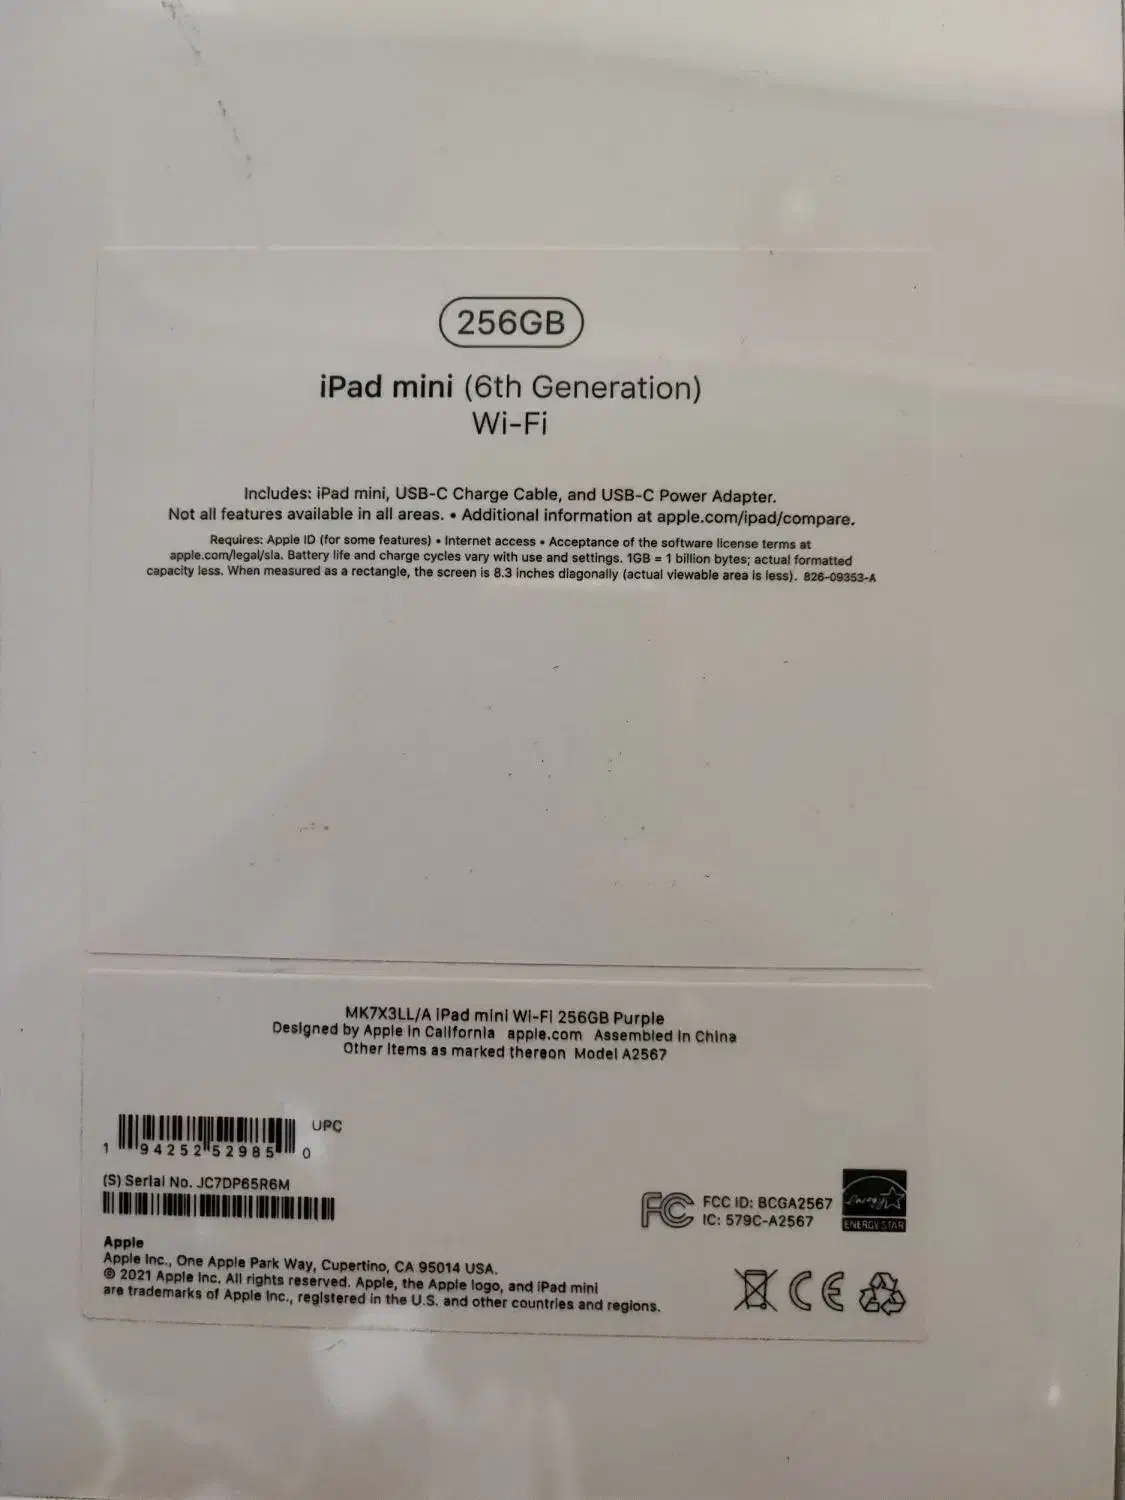 256GB
iPad mini (6th Generation)
Wi-Fi
Includes: iPad mini, USB-C Charge Cable, and USB-C Power Adapter.
Not all features available in all areas. • Additional information at apple.com/ipad/compare.
Requires: Apple ID (for some features) • Internet access • Acceptance of the software license terms at
apple.com/legal/sla. Battery life and charge cycles vary with use and settings. 1GB = 1 billion bytes; actual formatted
capacity less. When measured as a rectangle, the screen is 8.3 inches diagonally (actual viewable area is less). 826-09353-A
MK7X3LL/A iPad mini Wi-Fi 256GB Purple
Designed by Apple in California apple.com Assembled in China
Other Items as marked thereon Model A2567
UPC
1 94252 52985 0
(S) Serial No. JC7DP65R6M
FC FCC ID: BCGA2567
IC: 579C-A2567
energy
ENERGY STAR
Apple
Apple Inc., One Apple Park Way, Cupertino, CA 95014 USA.
© 2021 Apple Inc. All rights reserved. Apple, the Apple logo, and iPad mini
are trademarks of Apple Inc., registered in the U.S. and other countries and regions.
CE